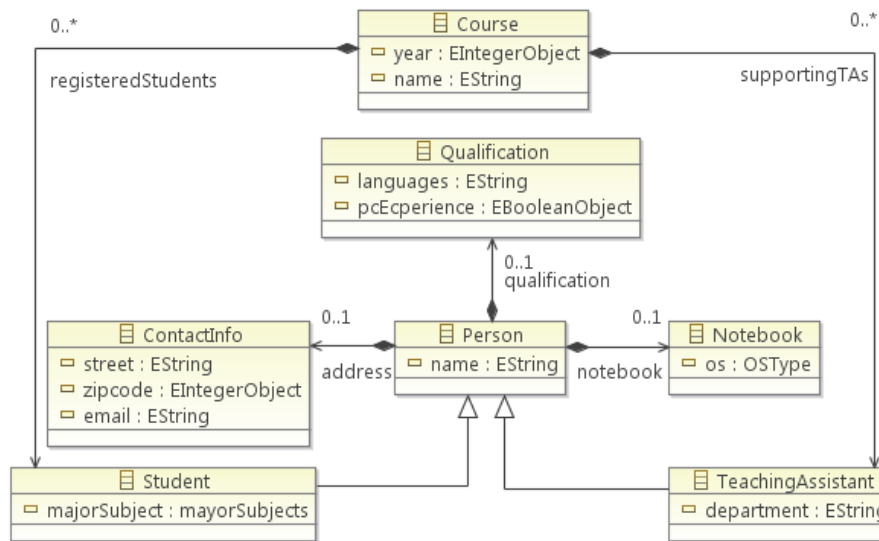 0..*
Course
0..*
year : EIntegerObject
name : EString
registeredStudents
supportingTAs
Qualification
languages : EString
pcEcperience : EBooleanObject
0..1
qualification
ContactInfo
0..1
Person
0..1
Notebook
street : EString
address
name : EString
notebook
os : OSType
zipcode : EIntegerObject
email : EString
Student
TeachingAssistant
majorSubject : mayorSubjects
department : EString